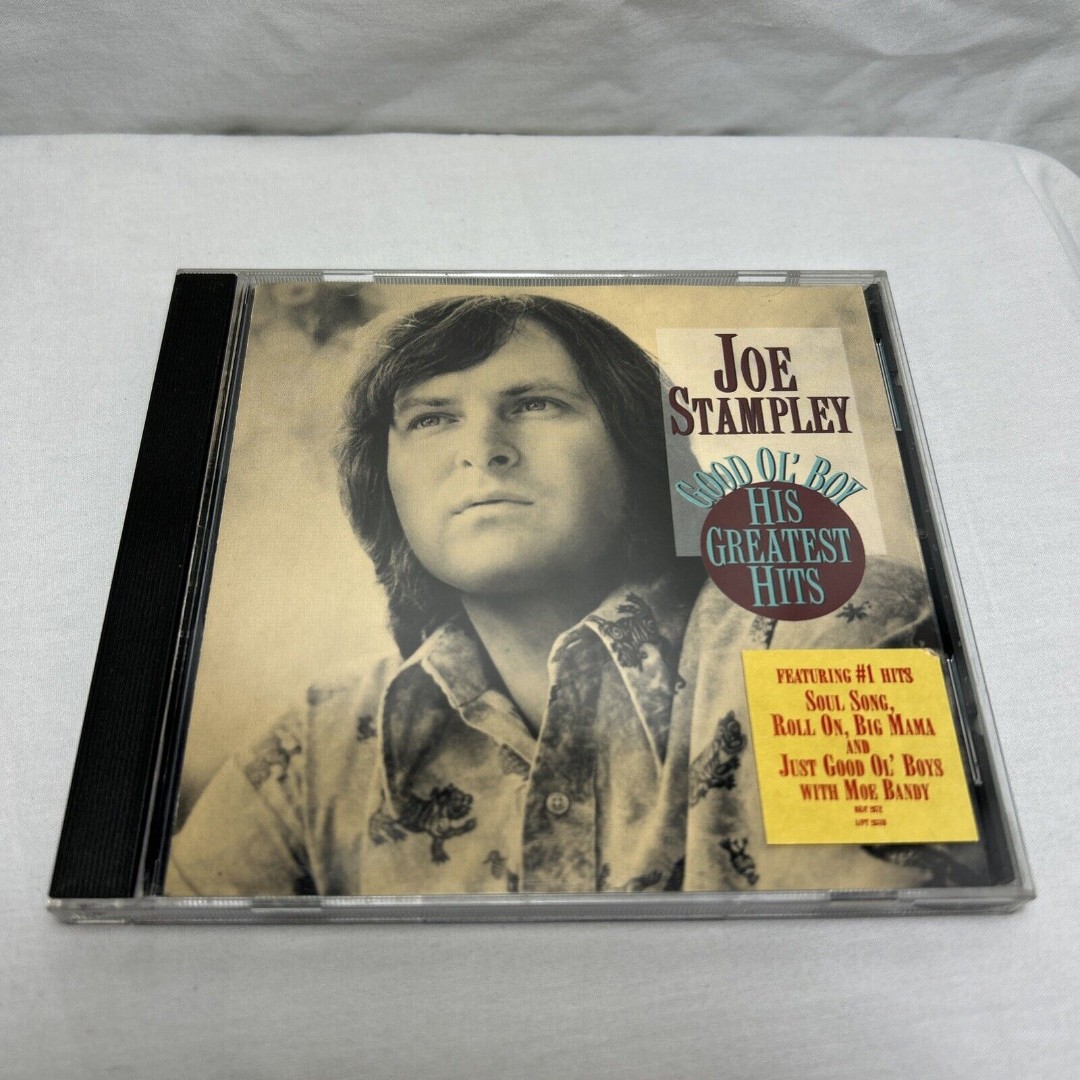 JOE
STAMPLEY
GOOD OL' BOY
HIS
GREATEST
HITS
FEATURING #1 HITS
SOUL SONG,
ROLL ON, BIG MAMA
AND
JUST GOOD OL' BOYS
WITH MOE BANDY